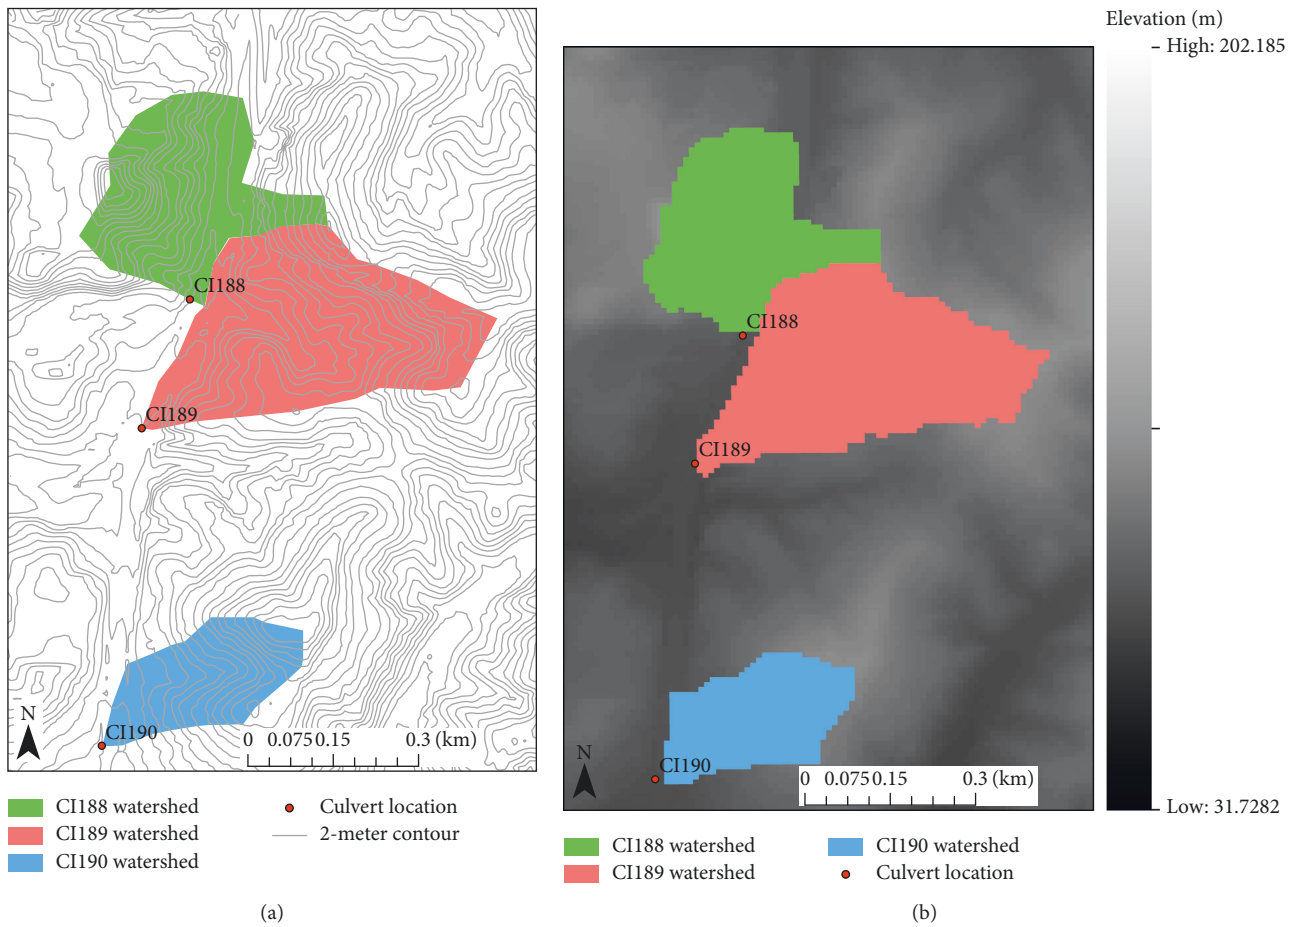 CI188
CI189
CI190
N
0 0.075 0.15 0.3 (km)
CI188 watershed
CI189 watershed
CI190 watershed
Culvert location
2-meter contour
(a)
Elevation (m)
High: 202.185
Low: 31.7282
CI188
CI189
CI190
N
0 0.075 0.15 0.3 (km)
CI188 watershed
CI189 watershed
CI190 watershed
Culvert location
(b)